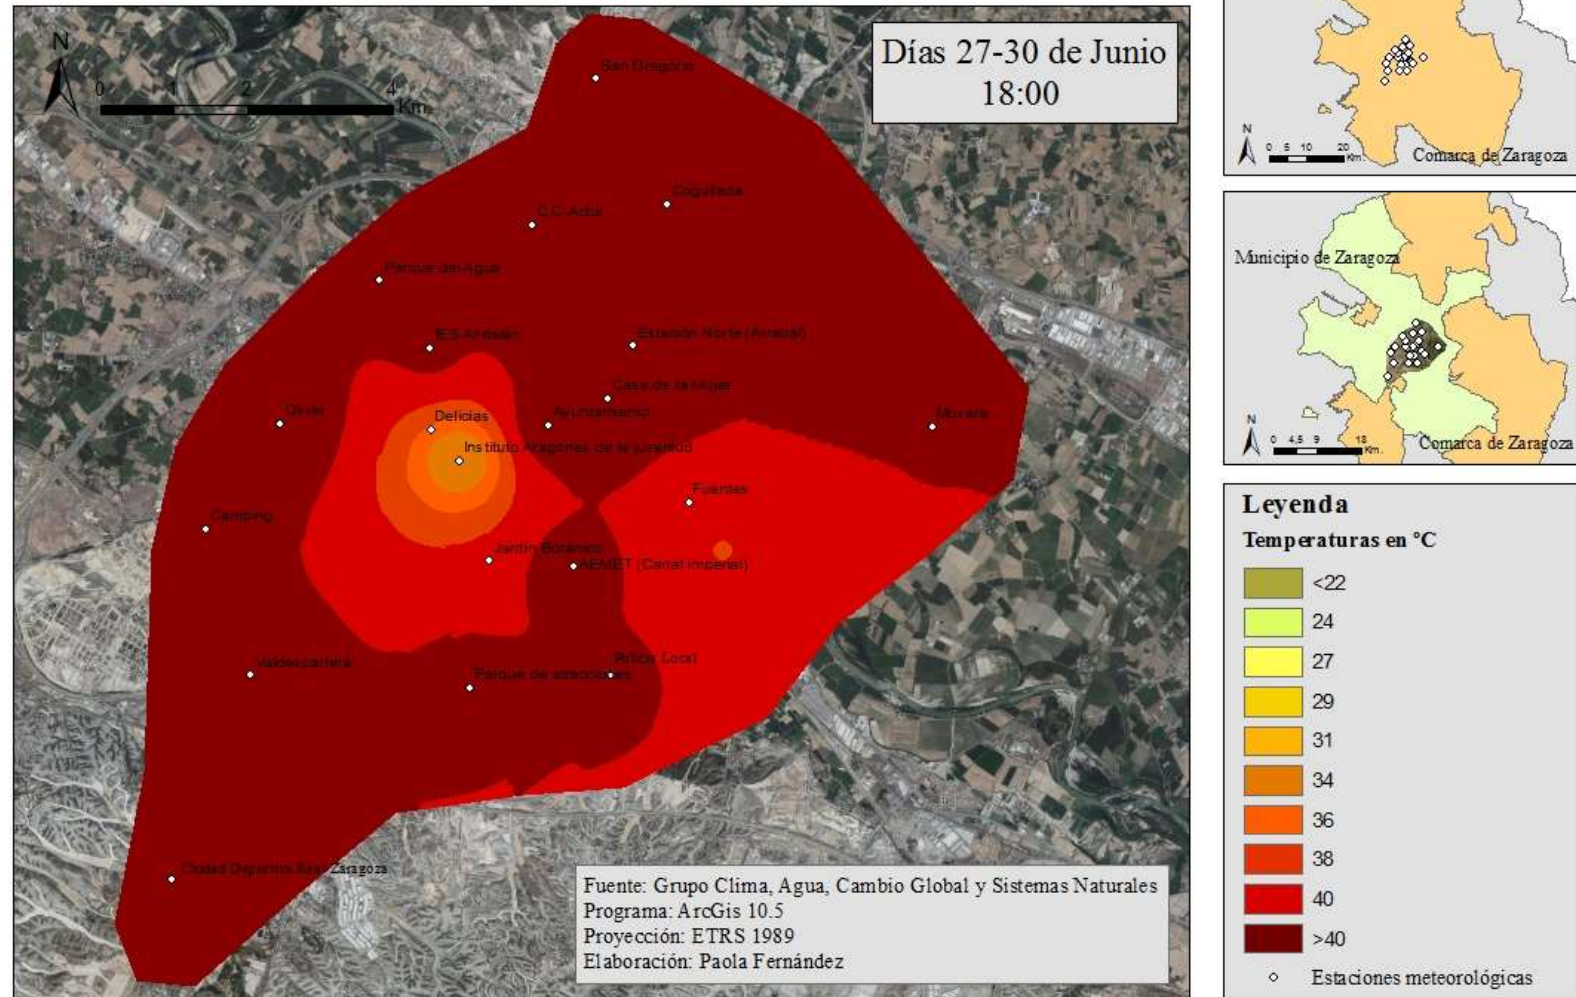 Días 27-30 de Junio
18:00
N
0 1 2 4
Km.
San Gregorio
Cogullada
C.C. Actur
Parque del Agua
IES Ánmulán
Estación Norte (Arrabal)
Casa de la Mujer
Oliver
Delicias
Ayuntamiento
Movera
Instituto Aragonés de la juventud
Fuentes
Camping
Jardín Botánico
AEMET (Canal imperial)
Valdespartera
Policía Local
Parque de atracciones
Ciudad Deportiva Real Zaragoza
Fuente: Grupo Clima, Agua, Cambio Global y Sistemas Naturales
Programa: ArcGis 10.5
Proyección: ETRS 1989
Elaboración: Paola Fernández
N
0 5 10 20
Km.
Comarca de Zaragoza
Municipio de Zaragoza
N
0 4,5 9 18
Km.
Comarca de Zaragoza
Leyenda
Temperaturas en °C
<22
24
27
29
31
34
36
38
40
>40
Estaciones meteorológicas